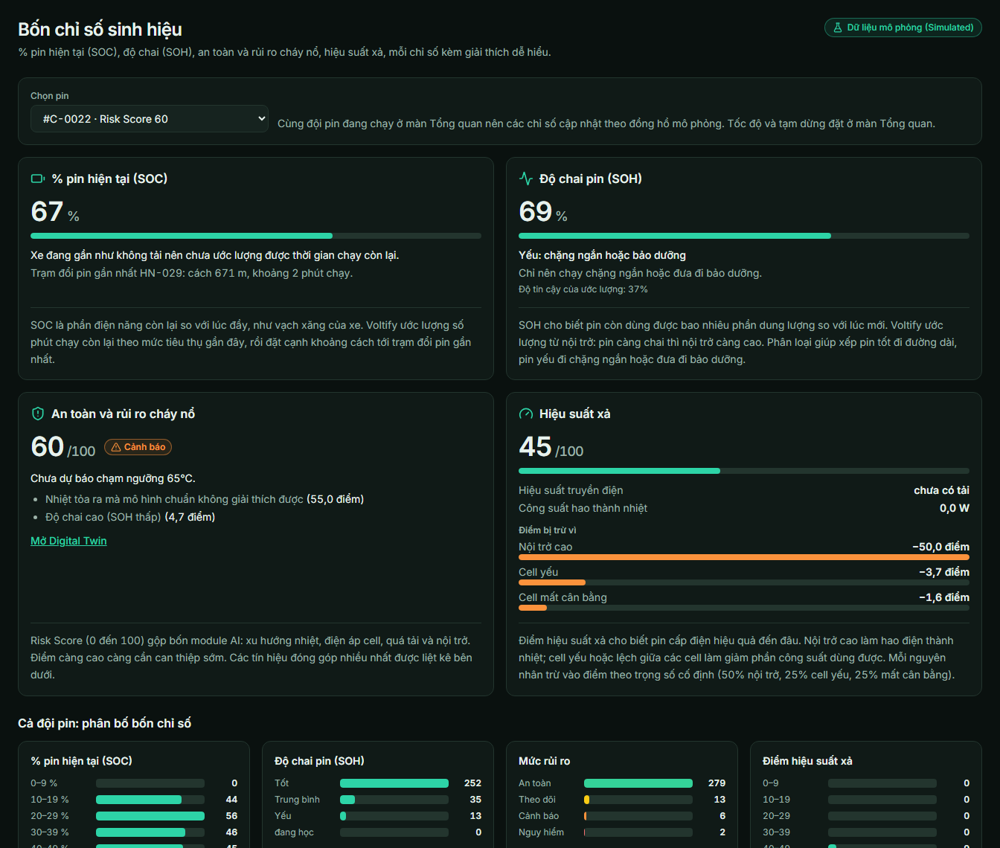 Bốn chỉ số sinh hiệu
Dữ liệu mô phỏng (Simulated)
% pin hiện tại (SOC), độ chai (SOH), an toàn và rủi ro cháy nổ, hiệu suất xả, mỗi chỉ số kèm giải thích dễ hiểu.
Chọn pin
#C-0022 · Risk Score 60
Cùng đội pin đang chạy ở màn Tổng quan nên các chỉ số cập nhật theo đồng hồ mô phỏng. Tốc độ và tạm dừng đặt ở màn Tổng quan.
% pin hiện tại (SOC)
67 %
Xe đang gần như không tải nên chưa ước lượng được thời gian chạy còn lại.
Trạm đổi pin gần nhất HN-029: cách 671 m, khoảng 2 phút chạy.
SOC là phần điện năng còn lại so với lúc đầy, như vạch xăng của xe. Voltify ước lượng số
phút chạy còn lại theo mức tiêu thụ gần đây, rồi đặt cạnh khoảng cách tới trạm đổi pin gần
nhất.
Độ chai pin (SOH)
69 %
Yếu: chặng ngắn hoặc bảo dưỡng
Chỉ nên chạy chặng ngắn hoặc đưa đi bảo dưỡng.
Độ tin cậy của ước lượng: 37%
SOH cho biết pin còn dùng được bao nhiêu phần dung lượng so với lúc mới. Voltify ước
lượng từ nội trở: pin càng chai thì nội trở càng cao. Phân loại giúp xếp pin tốt đi đường dài,
pin yếu đi chặng ngắn hoặc đưa đi bảo dưỡng.
An toàn và rủi ro cháy nổ
60 /100
Cảnh báo
Chưa dự báo chạm ngưỡng 65°C.
• Nhiệt tỏa ra mà mô hình chuẩn không giải thích được (55,0 điểm)
• Độ chai cao (SOH thấp) (4,7 điểm)
Mở Digital Twin
Risk Score (0 đến 100) gộp bốn module AI: xu hướng nhiệt, điện áp cell, quá tải và nội trở.
Điểm càng cao càng cần can thiệp sớm. Các tín hiệu đóng góp nhiều nhất được liệt kê bên
dưới.
Hiệu suất xả
45 /100
Hiệu suất truyền điện chưa có tải
Công suất hao thành nhiệt 0,0 W
Điểm bị trừ vì
Nội trở cao −50,0 điểm
Cell yếu −3,7 điểm
Cell mất cân bằng −1,6 điểm
Điểm hiệu suất xả cho biết pin cấp điện hiệu quả đến đâu. Nội trở cao làm hao điện thành
nhiệt; cell yếu hoặc lệch giữa các cell làm giảm phần công suất dùng được. Mỗi nguyên
nhân trừ vào điểm theo trọng số cố định (50% nội trở, 25% cell yếu, 25% mất cân bằng).
Cả đội pin: phân bố bốn chỉ số
% pin hiện tại (SOC)
0–9 % 0
10–19 % 44
20–29 % 56
30–39 % 46
40–49 % 45
Độ chai pin (SOH)
Tốt 252
Trung bình 35
Yếu 13
đang học 0
Mức rủi ro
An toàn 279
Theo dõi 13
Cảnh báo 6
Nguy hiểm 2
Điểm hiệu suất xả
0–9 0
10–19 0
20–29 0
30–39 0
40–49